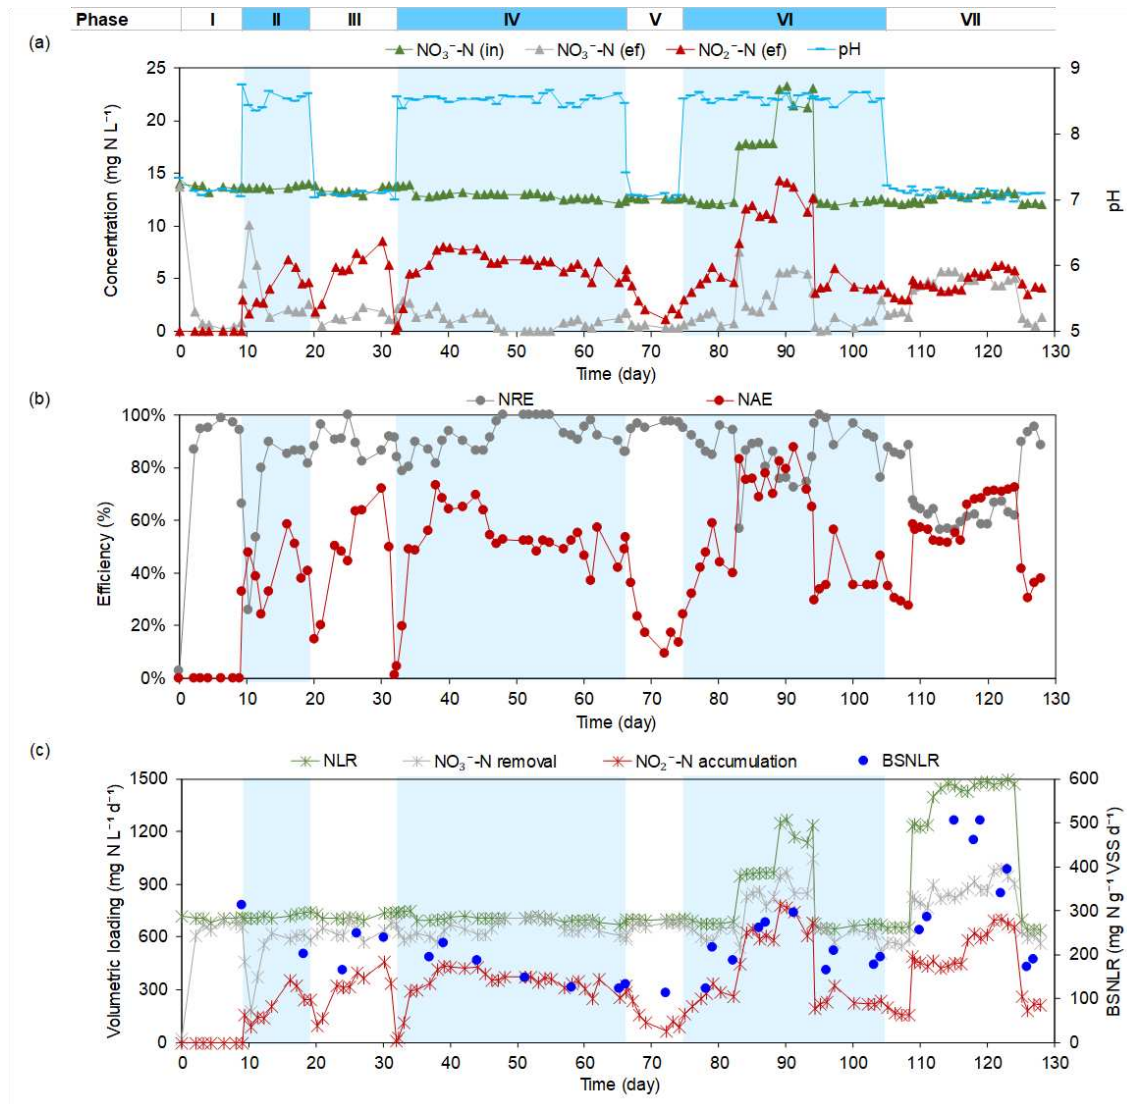 Phase I II III IV V VI VII
(a)
NO₃⁻-N (in) NO₃⁻-N (ef) NO₂⁻-N (ef) pH
25 20 15 10 5 0
Concentration (mg N L⁻¹)
9 8 7 6 5
pH
0 10 20 30 40 50 60 70 80 90 100 110 120 130
Time (day)
(b)
NRE NAE
100% 80% 60% 40% 20% 0%
Efficiency (%)
0 10 20 30 40 50 60 70 80 90 100 110 120 130
Time (day)
(c)
NLR NO₃⁻-N removal NO₂⁻-N accumulation BSNLR
1500 1200 900 600 300 0
Volumetric loading (mg N L⁻¹ d⁻¹)
600 500 400 300 200 100 0
BSNLR (mg N g⁻¹ VSS d⁻¹)
0 10 20 30 40 50 60 70 80 90 100 110 120 130
Time (day)